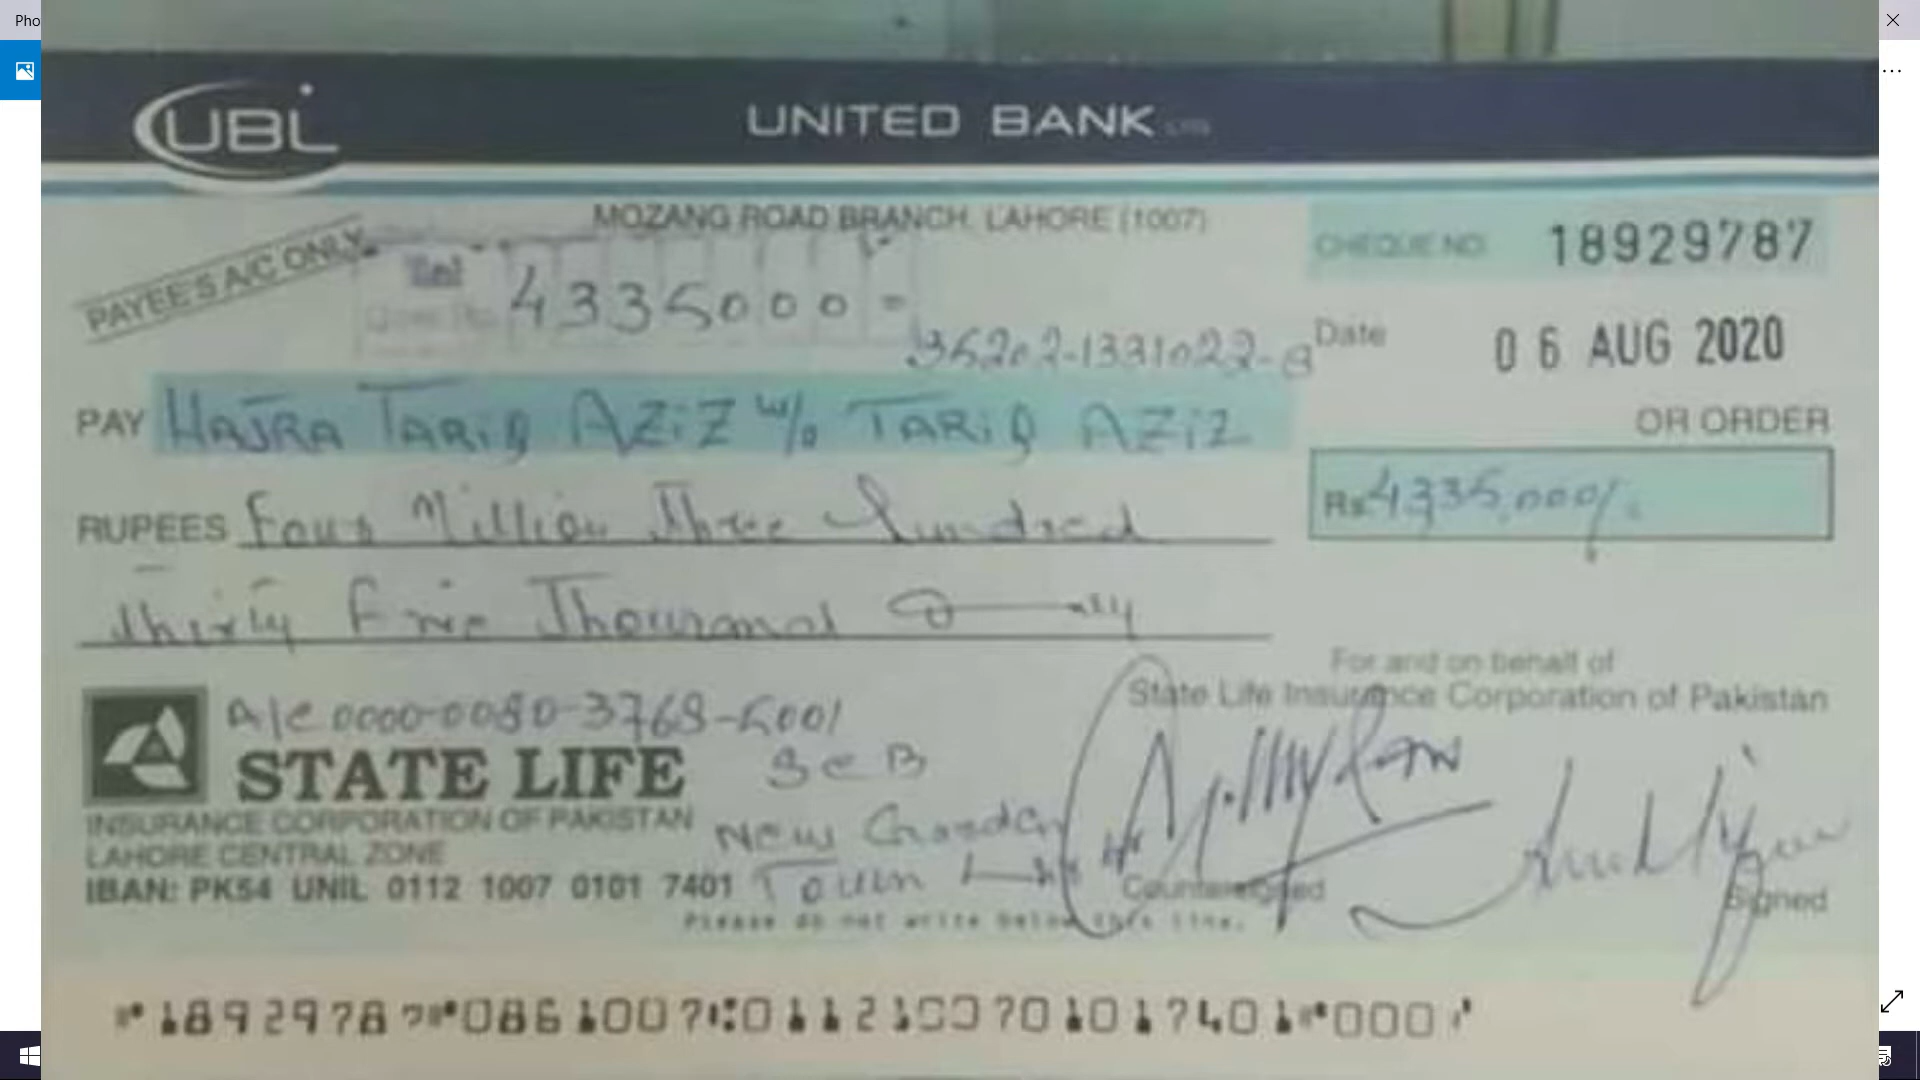 Pho
UBL
UNITED BANK LTD
MOZANG ROAD BRANCH, LAHORE (1007)
PAYEE'S A/C ONLY
4335000-
CHEQUE NO. 18929787
35202-1331022-8
Date 06 AUG 2020
PAY HAJRA TARIQ AZIZ w/o TARIQ AZIZ
OR ORDER
RUPEES Four Million Three Hundred
Rs 4335,000/-
Thirty Five Thousand Only
For and on behalf of
State Life Insurance Corporation of Pakistan
A/C 0000-0080-3768-5001
STATE LIFE
SCB
INSURANCE CORPORATION OF PAKISTAN
New Garden
LAHORE CENTRAL ZONE
IBAN: PK54 UNIL 0112 1007 0101 7401
Town Lhr
Countersigned
Signed
Please do not write below this line.
18929787 0861007 0112100701017401 000